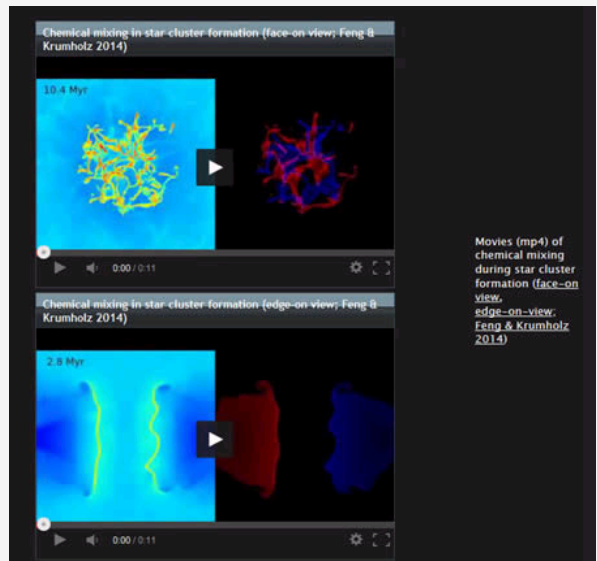 Chemical mixing in star cluster formation (face-on view; Feng &
Krumholz 2014)
10.4 Myr
0:00 / 0:11
Movies (mp4) of
chemical mixing
during star cluster
formation (face-on
view,
edge-on-view;
Feng & Krumholz
2014)
Chemical mixing in star cluster formation (edge-on view; Feng &
Krumholz 2014)
2.8 Myr
0:00 / 0:11